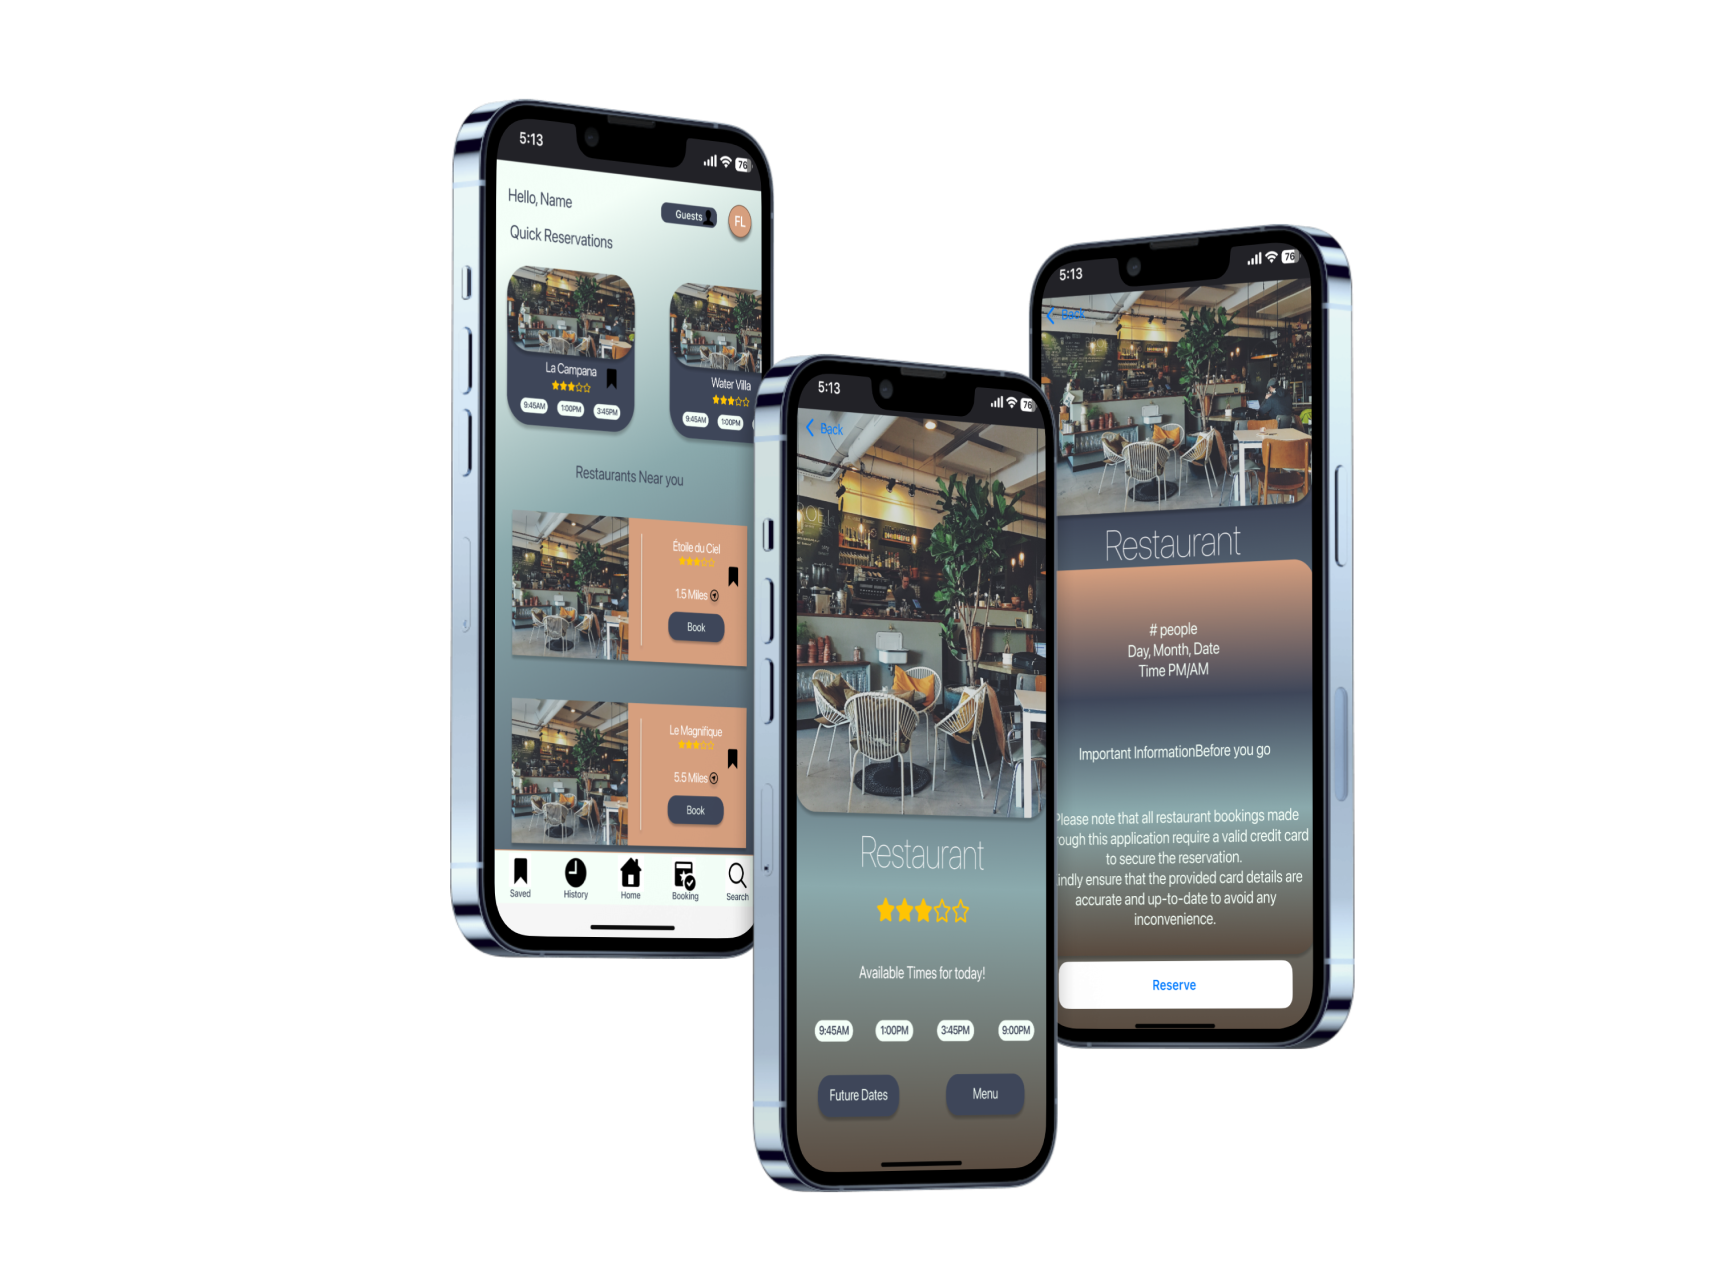 5:13
76
Hello, Name
Guests
FL
Quick Reservations
La Campana
9:45AM
1:00PM
3:45PM
Water Villa
9:45AM
1:00PM
Restaurants Near you
Étoile du Ciel
1.5 Miles
Book
Le Magnifique
5.5 Miles
Book
Saved
History
Home
Booking
Search
5:13
76
Back
Restaurant
Available Times for today!
9:45AM
1:00PM
3:45PM
9:00PM
Future Dates
Menu
5:13
76
Back
Restaurant
# people
Day, Month, Date
Time PM/AM
Important InformationBefore you go
Please note that all restaurant bookings made
ough this application require a valid credit card
to secure the reservation.
indly ensure that the provided card details are
accurate and up-to-date to avoid any
inconvenience.
Reserve